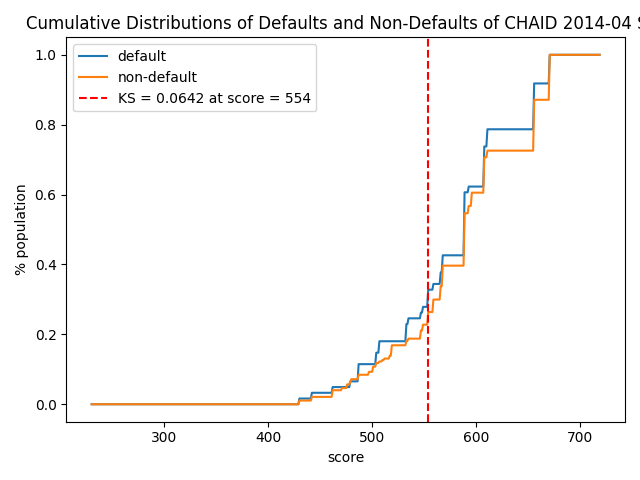 Cumulative Distributions of Defaults and Non-Defaults of CHAID 2014-04
default
non-default
KS = 0.0642 at score = 554
% population
1.0
0.8
0.6
0.4
0.2
0.0
300
400
500
600
700
score